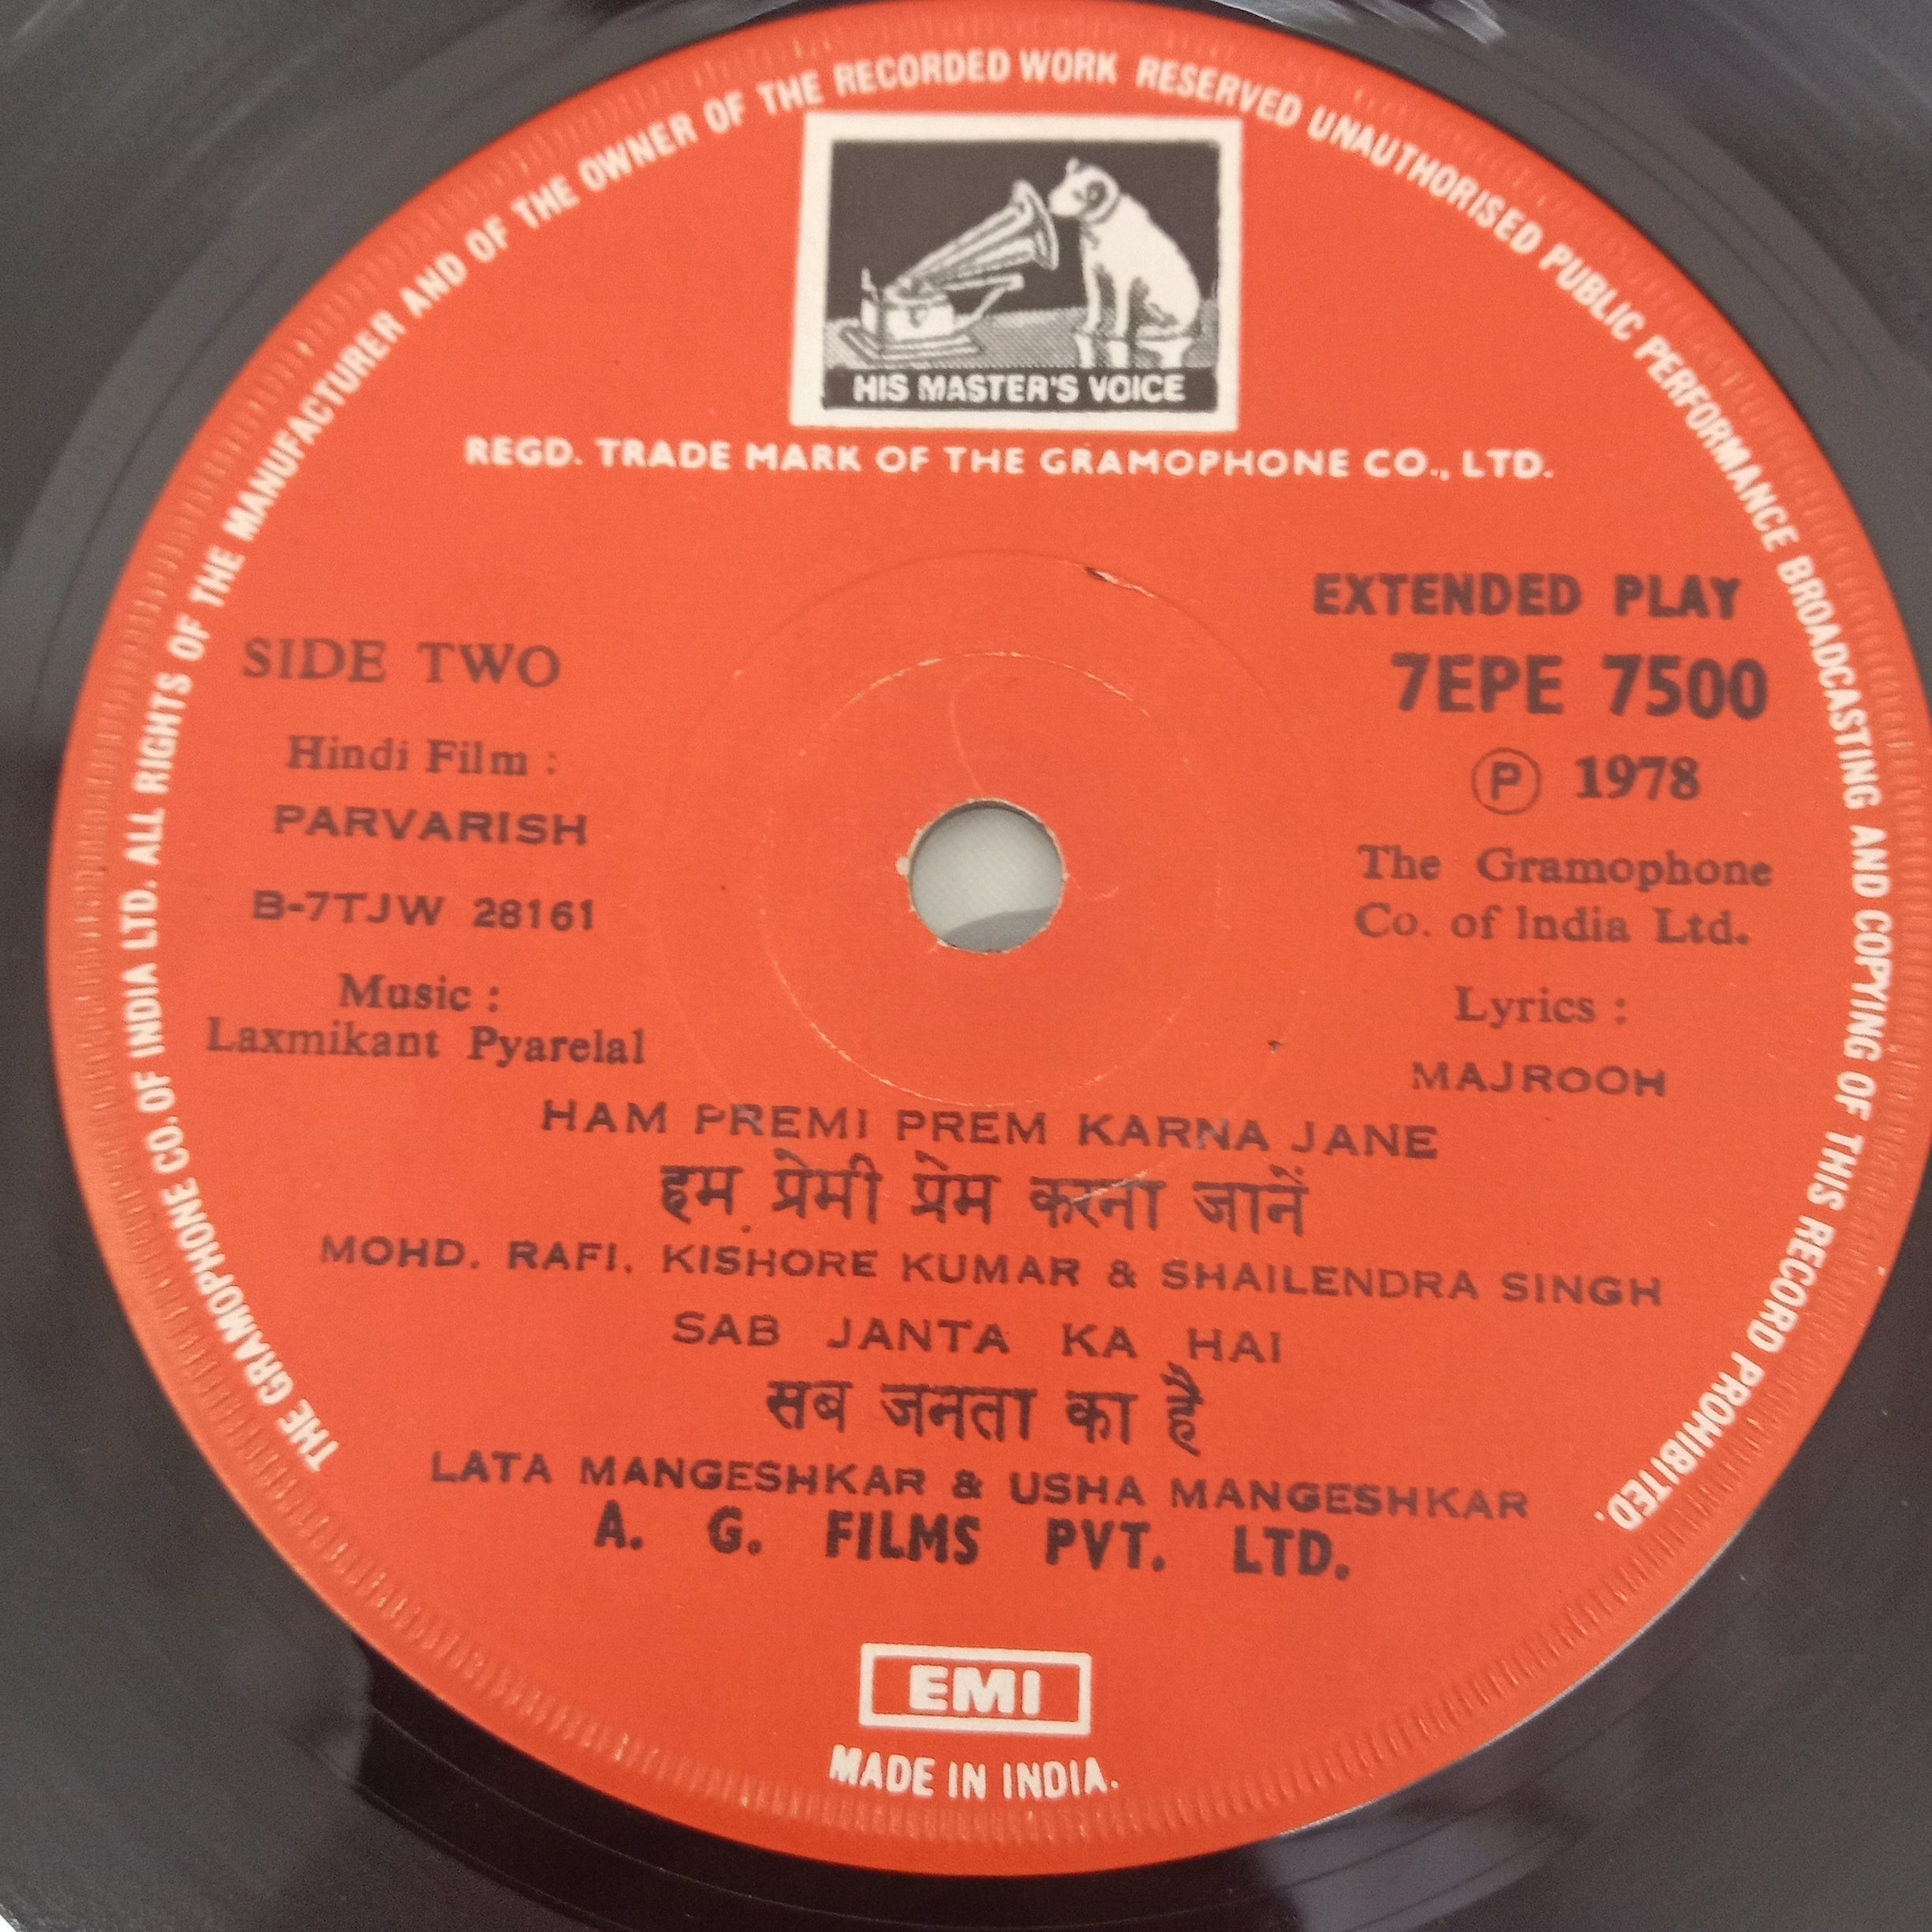 THE GRAMOPHONE CO. OF INDIA LTD. ALL RIGHTS OF THE MANUFACTURER AND OF THE OWNER OF THE RECORDED WORK RESERVED UNAUTHORISED PUBLIC PERFORMANCE BROADCASTING AND COPYING OF THIS RECORD PROHIBITED.
HIS MASTER'S VOICE
REGD. TRADE MARK OF THE GRAMOPHONE CO., LTD.
SIDE TWO
Hindi Film :
PARVARISH
B-7TJW 28161
Music :
Laxmikant Pyarelal
EXTENDED PLAY
7EPE 7500
Ⓟ 1978
The Gramophone
Co. of India Ltd.
Lyrics :
MAJROOH
HAM PREMI PREM KARNA JANE
हम प्रेमी प्रेम करना जानें
MOHD. RAFI, KISHORE KUMAR & SHAILENDRA SINGH
SAB JANTA KA HAI
सब जनता का है
LATA MANGESHKAR & USHA MANGESHKAR
A. G. FILMS PVT. LTD.
EMI
MADE IN INDIA.